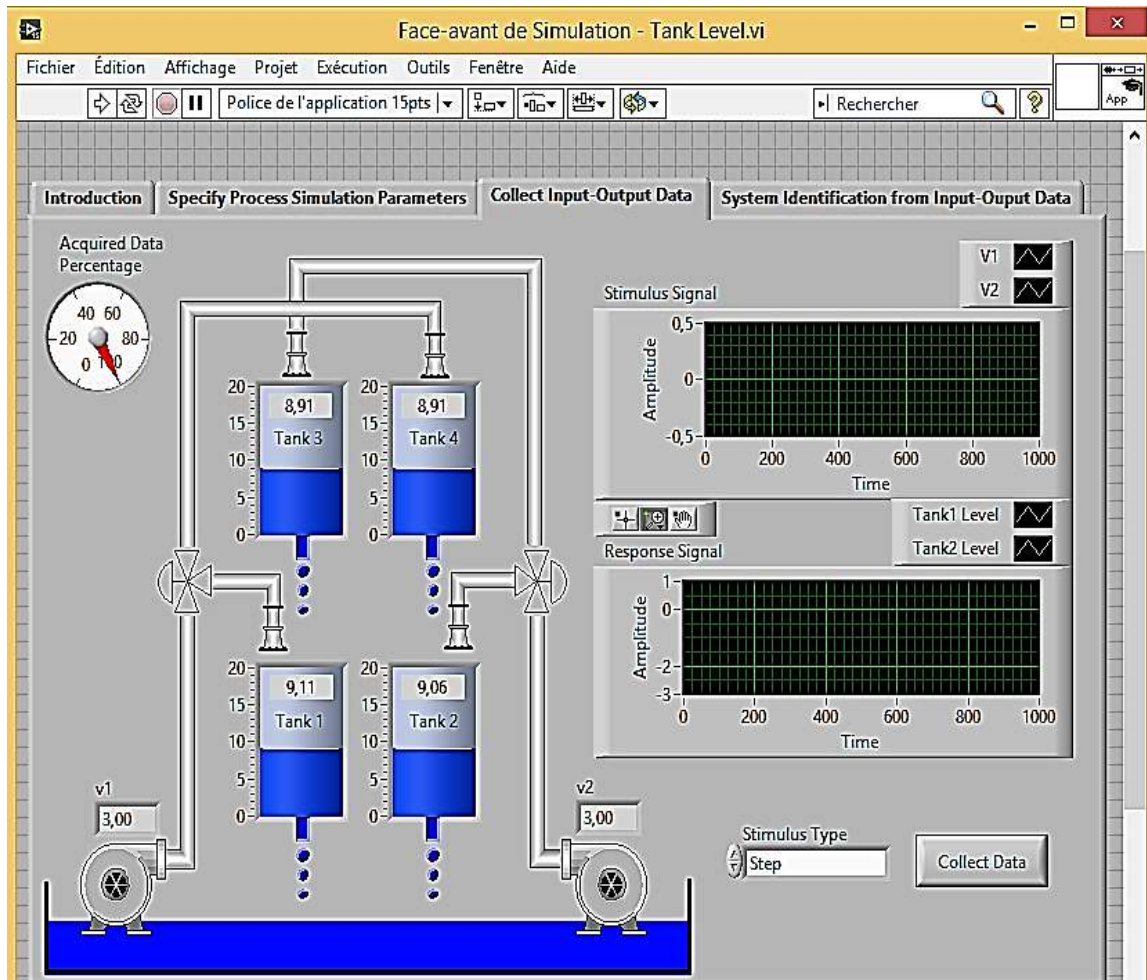 Face-avant de Simulation - Tank Level.vi
Fichier Édition Affichage Projet Exécution Outils Fenêtre Aide
Police de l'application 15pts
Rechercher
App
Introduction
Specify Process Simulation Parameters
Collect Input-Output Data
System Identification from Input-Ouput Data
Acquired Data
Percentage
0 20 40 60 80 100
20
15
10
5
0
8,91
Tank 3
20
15
10
5
0
8,91
Tank 4
20
15
10
5
0
9,11
Tank 1
20
15
10
5
0
9,06
Tank 2
v1
3,00
v2
3,00
V1
V2
Stimulus Signal
Amplitude
0,5
0
-0,5
0 200 400 600 800 1000
Time
Tank1 Level
Tank2 Level
Response Signal
Amplitude
1
0
-2
-3
0 200 400 600 800 1000
Time
Stimulus Type
Step
Collect Data